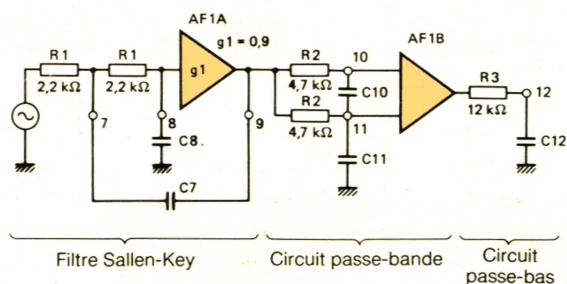 AF1A
g1 = 0,9
AF1B
R1
R1
R2
10
R3
12
2,2 kΩ
2,2 kΩ
g1
4,7 kΩ
C10
12 kΩ
R2
7
8
9
4,7 kΩ
11
C8.
C11
C12
C7
Filtre Sallen-Key
Circuit passe-bande
Circuit
passe-bas